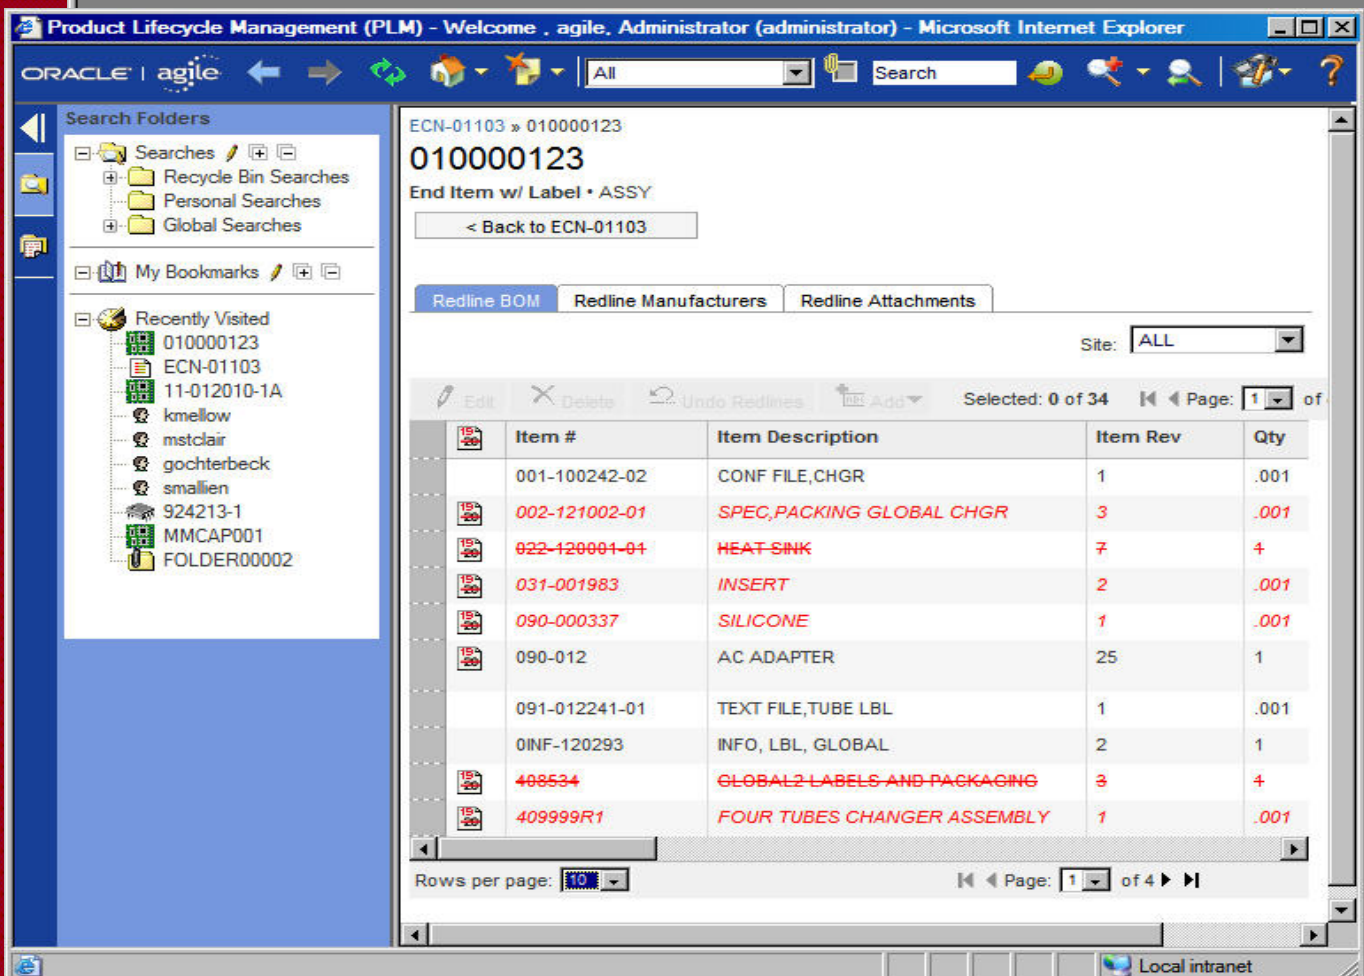 Product Lifecycle Management (PLM) - Welcome , agile, Administrator (administrator) - Microsoft Internet Explorer
ORACLE | agile All Search
Search Folders
Searches
Recycle Bin Searches
Personal Searches
Global Searches
My Bookmarks
Recently Visited
010000123
ECN-01103
11-012010-1A
kmellow
mstclair
gochterbeck
smallien
924213-1
MMCAP001
FOLDER00002
ECN-01103 » 010000123
010000123
End Item w/ Label • ASSY
< Back to ECN-01103
Redline BOM Redline Manufacturers Redline Attachments
Site: ALL
Edit Delete Undo Redlines Add Selected: 0 of 34 Page: 1 of
Item # Item Description Item Rev Qty
001-100242-02 CONF FILE,CHGR 1 .001
002-121002-01 SPEC,PACKING GLOBAL CHGR 3 .001
022-120001-01 HEAT SINK 7 1
031-001983 INSERT 2 .001
090-000337 SILICONE 1 .001
090-012 AC ADAPTER 25 1
091-012241-01 TEXT FILE,TUBE LBL 1 .001
0INF-120293 INFO, LBL, GLOBAL 2 1
408534 GLOBAL2 LABELS AND PACKAGING 3 1
409999R1 FOUR TUBES CHANGER ASSEMBLY 1 .001
Rows per page: 10 Page: 1 of 4
Local intranet